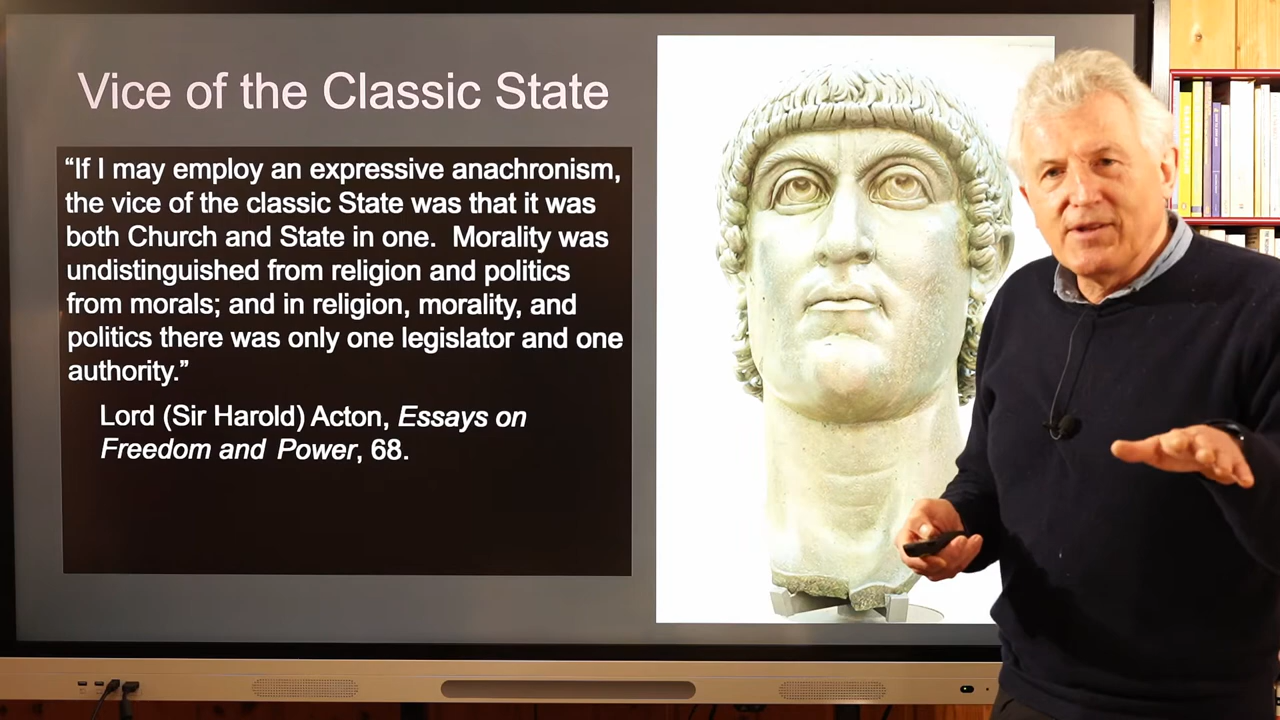 Vice of the Classic State
“If I may employ an expressive anachronism,
the vice of the classic State was that it was
both Church and State in one.  Morality was
undistinguished from religion and politics
from morals; and in religion, morality, and
politics there was only one legislator and one
authority.”
Lord (Sir Harold) Acton, Essays on
Freedom and Power, 68.